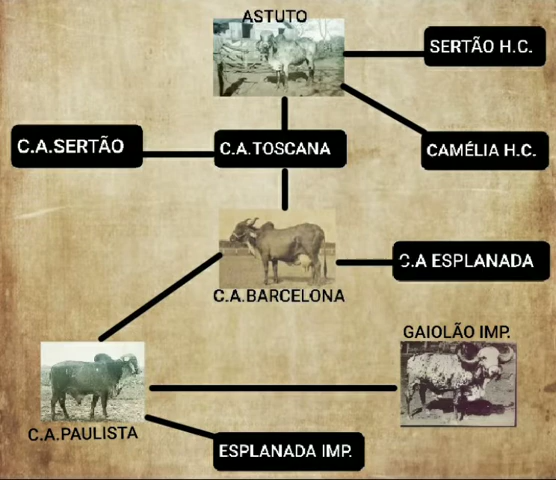 ASTUTO
SERTÃO H.C.
C.A.SERTÃO
C.A.TOSCANA
CAMÉLIA H.C.
C.A ESPLANADA
C.A.BARCELONA
GAIOLÃO IMP.
C.A.PAULISTA
ESPLANADA IMP.